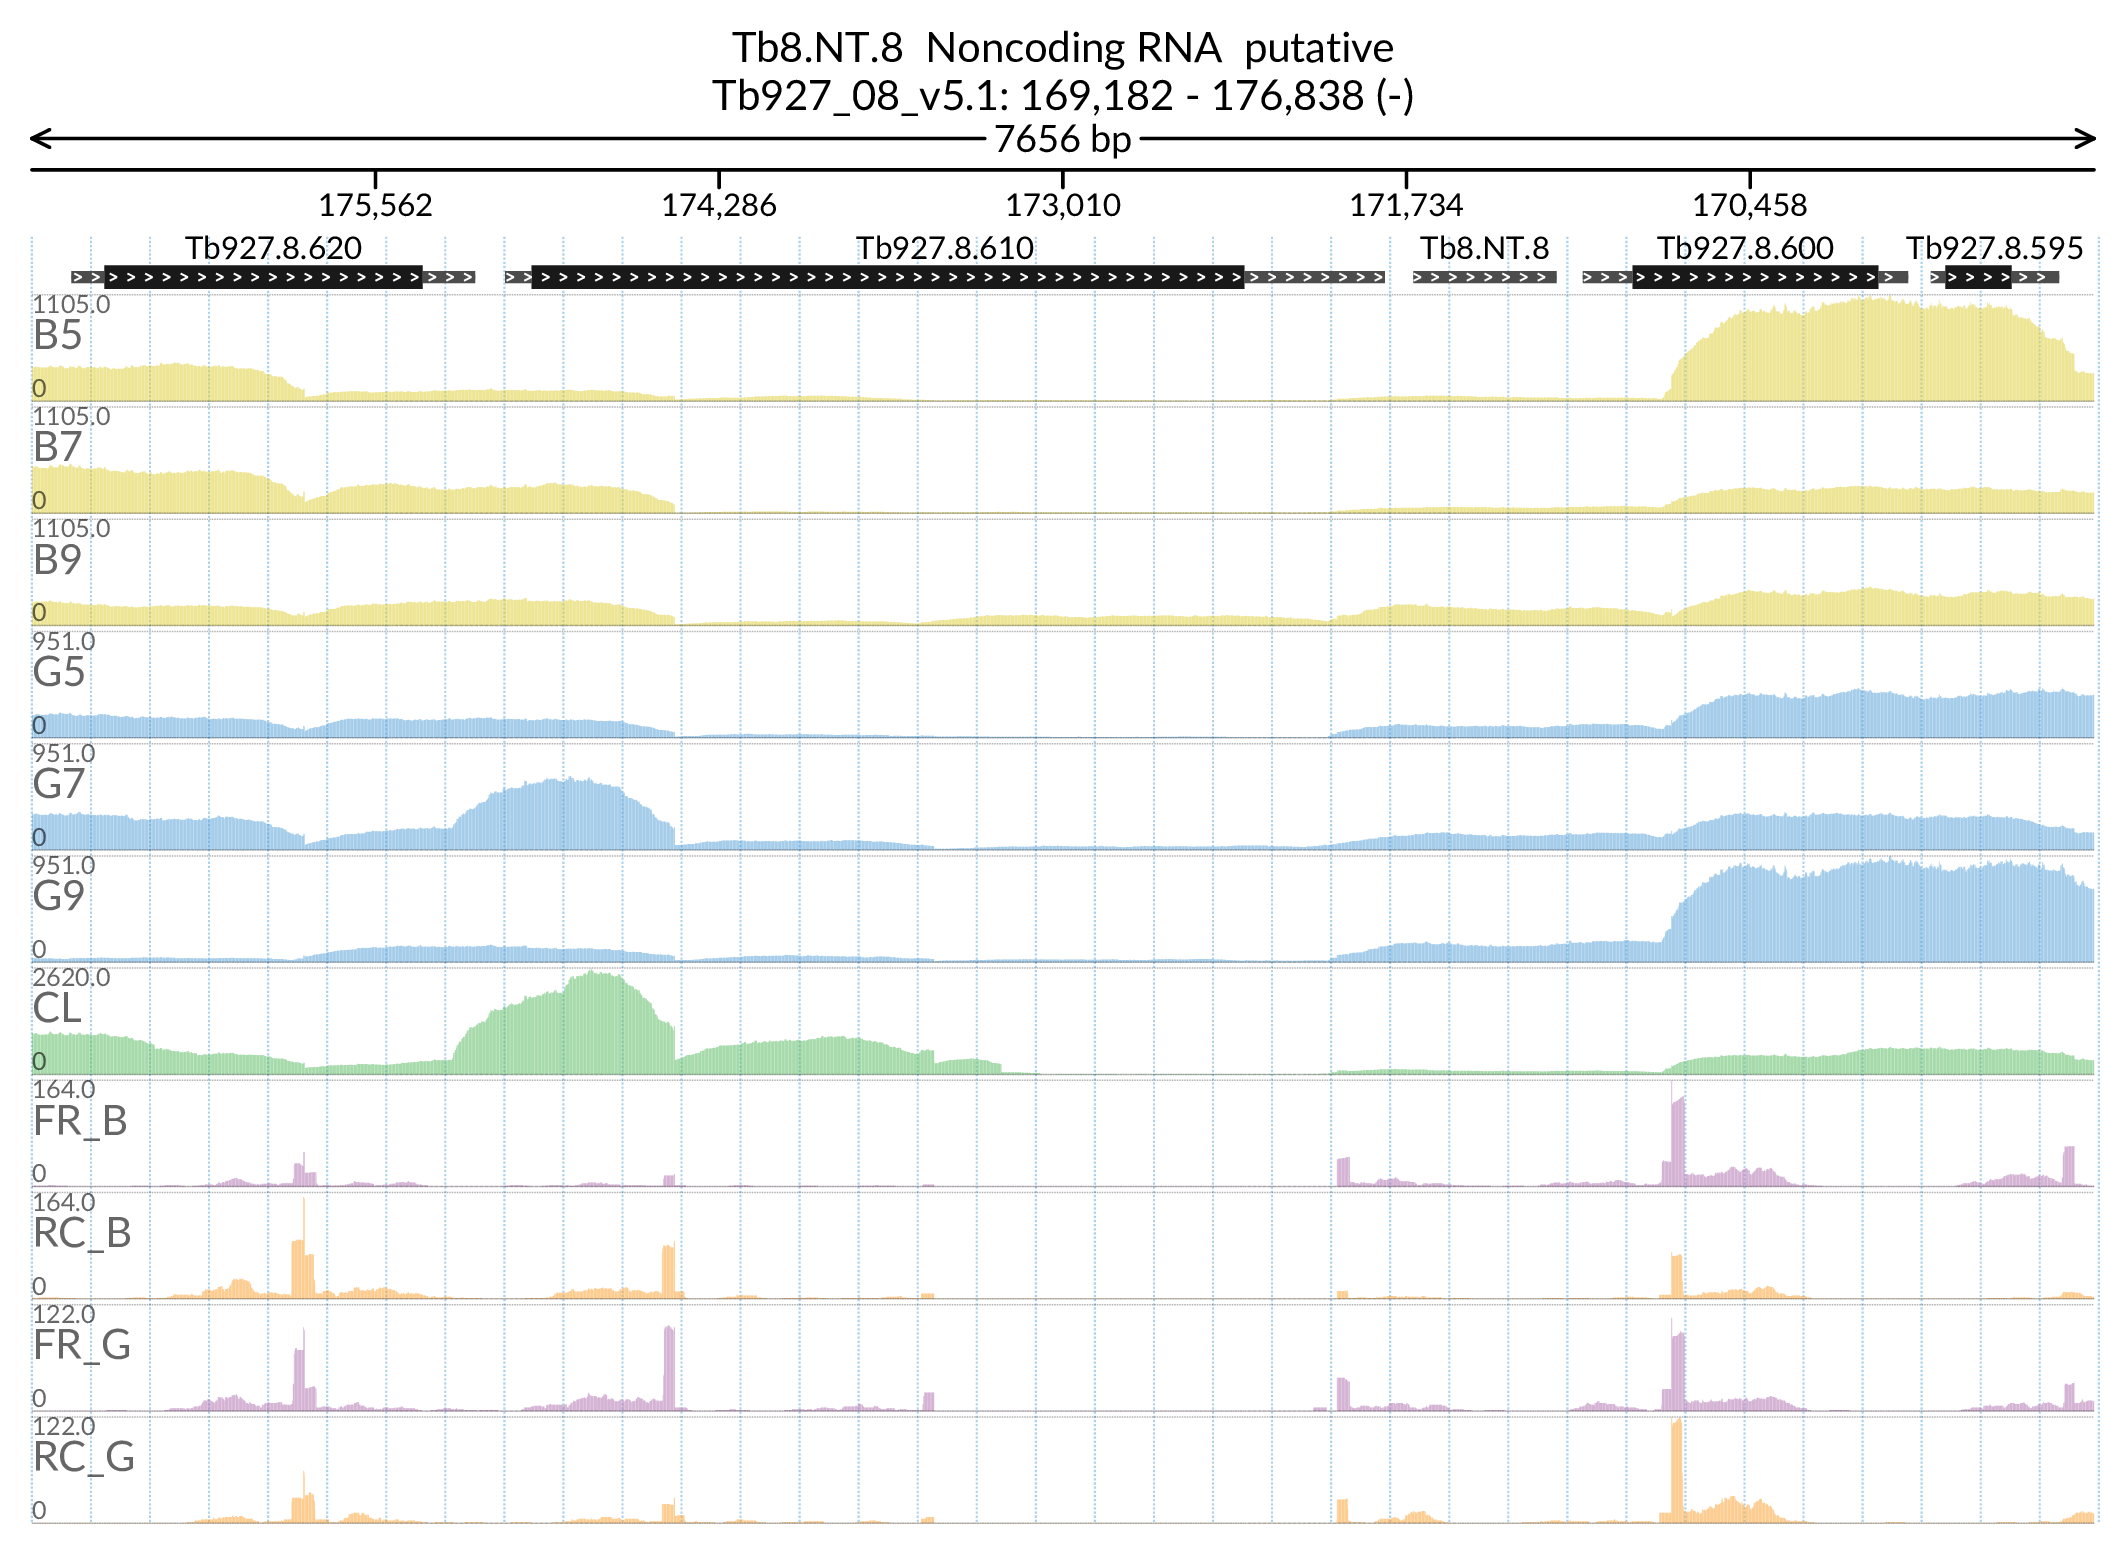 Tb8.NT.8  Noncoding RNA  putative
Tb927_08_v5.1: 169,182 - 176,838 (-)
7656 bp
175,562 174,286 173,010 171,734 170,458
Tb927.8.620 Tb927.8.610 Tb8.NT.8 Tb927.8.600 Tb927.8.595
1105.0
B5
0
1105.0
B7
0
1105.0
B9
0
951.0
G5
0
951.0
G7
0
951.0
G9
0
2620.0
CL
0
164.0
FR_B
0
164.0
RC_B
0
122.0
FR_G
0
122.0
RC_G
0